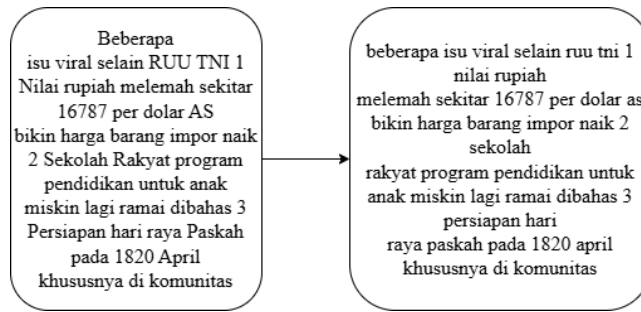 Beberapa
isu viral selain RUU TNI 1
Nilai rupiah melemah sekitar
16787 per dolar AS
bikin harga barang impor naik
2 Sekolah Rakyat program
pendidikan untuk anak
miskin lagi ramai dibahas 3
Persiapan hari raya Paskah
pada 1820 April
khususnya di komunitas
beberapa isu viral selain ruu tni 1
nilai rupiah
melemah sekitar 16787 per dolar as
bikin harga barang impor naik 2
sekolah
rakyat program pendidikan untuk
anak miskin lagi ramai dibahas 3
persiapan hari
raya paskah pada 1820 april
khususnya di komunitas